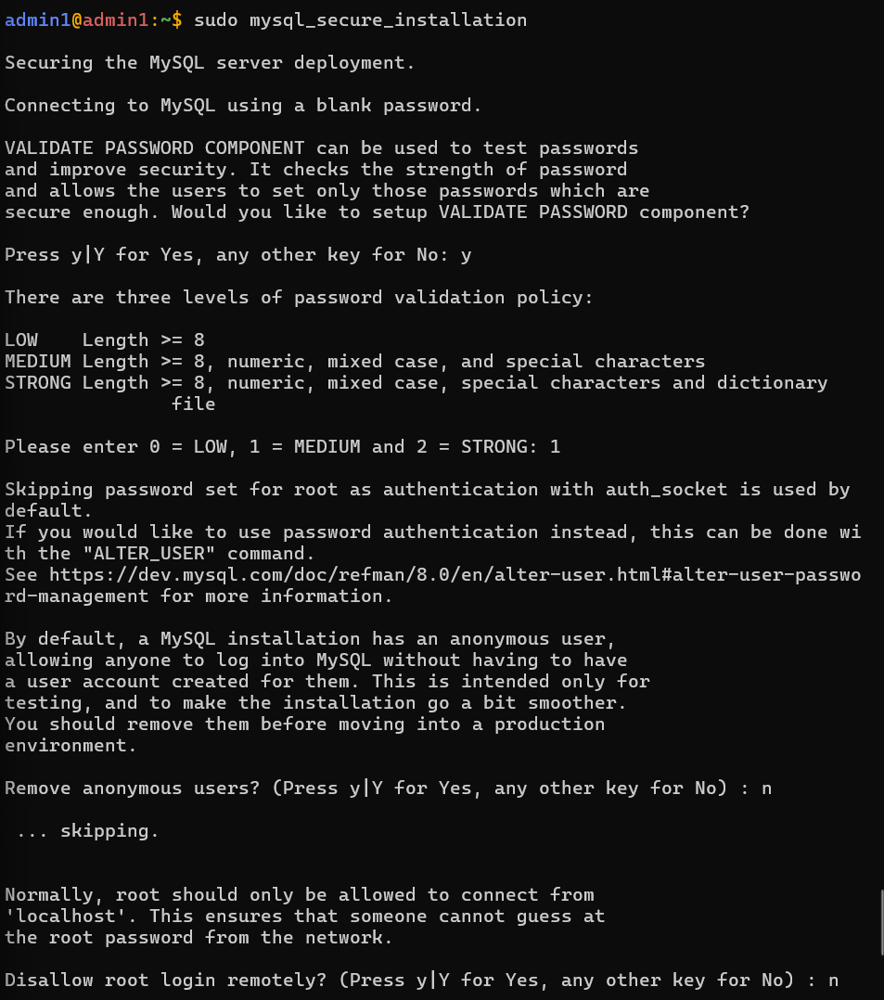 admin1@admin1:~$ sudo mysql_secure_installation
Securing the MySQL server deployment.
Connecting to MySQL using a blank password.
VALIDATE PASSWORD COMPONENT can be used to test passwords
and improve security. It checks the strength of password
and allows the users to set only those passwords which are
secure enough. Would you like to setup VALIDATE PASSWORD component?
Press y|Y for Yes, any other key for No: y
There are three levels of password validation policy:
LOW    Length >= 8
MEDIUM Length >= 8, numeric, mixed case, and special characters
STRONG Length >= 8, numeric, mixed case, special characters and dictionary
               file
Please enter 0 = LOW, 1 = MEDIUM and 2 = STRONG: 1
Skipping password set for root as authentication with auth_socket is used by
default.
If you would like to use password authentication instead, this can be done wi
th the "ALTER_USER" command.
See https://dev.mysql.com/doc/refman/8.0/en/alter-user.html#alter-user-passwo
rd-management for more information.
By default, a MySQL installation has an anonymous user,
allowing anyone to log into MySQL without having to have
a user account created for them. This is intended only for
testing, and to make the installation go a bit smoother.
You should remove them before moving into a production
environment.
Remove anonymous users? (Press y|Y for Yes, any other key for No) : n
 ... skipping.
Normally, root should only be allowed to connect from
'localhost'. This ensures that someone cannot guess at
the root password from the network.
Disallow root login remotely? (Press y|Y for Yes, any other key for No) : n